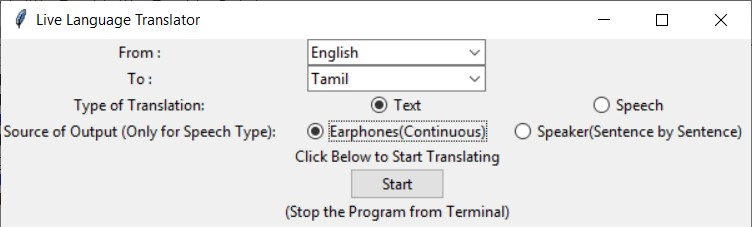 Live Language Translator
From : English
To : Tamil
Type of Translation: Text Speech
Source of Output (Only for Speech Type): Earphones(Continuous) Speaker(Sentence by Sentence)
Click Below to Start Translating
Start
(Stop the Program from Terminal)